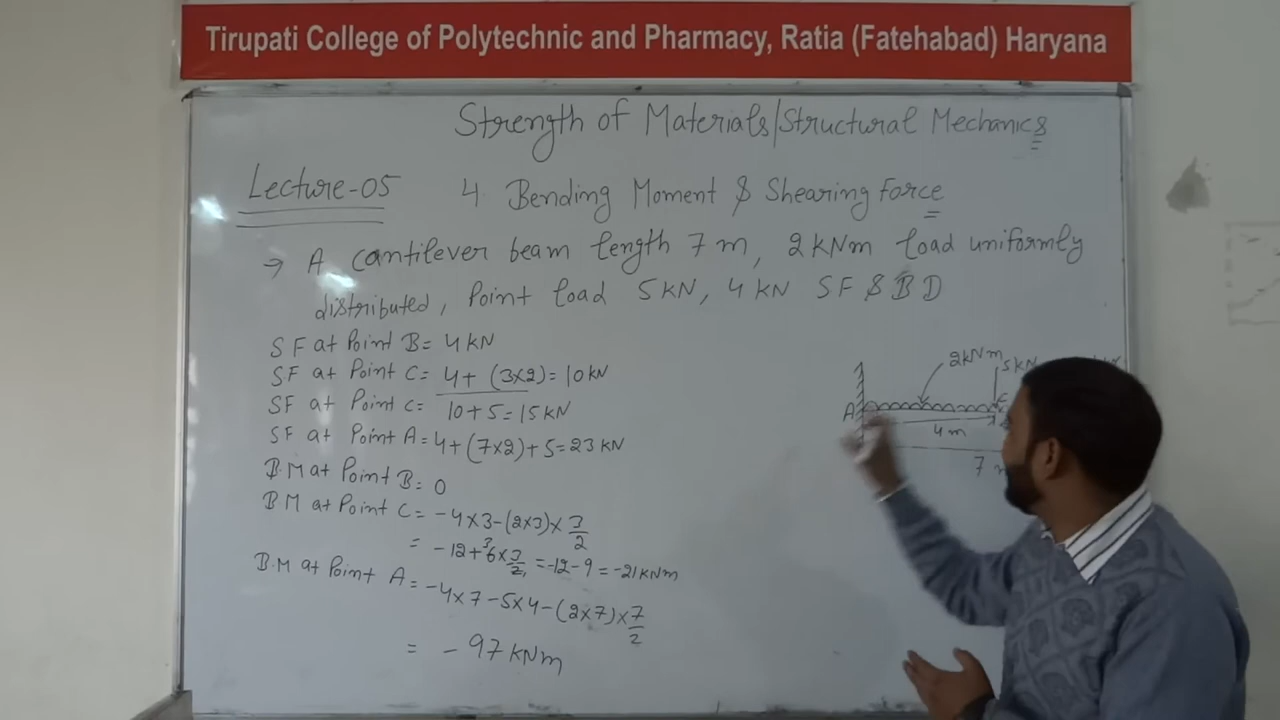 Tirupati College of Polytechnic and Pharmacy, Ratia (Fatehabad) Haryana
Strength of Materials/Structural Mechanics
Lecture-05 4. Bending Moment & Shearing force
→ A cantilever beam length 7 m, 2 KNm load uniformly
distributed, Point load 5 KN, 4 KN SF & BD
SF at Point B = 4 KN
SF at Point C = 4 + (3×2) = 10 KN
SF at Point C = 10 + 5 = 15 KN
SF at Point A = 4 + (7×2) + 5 = 23 KN
B.M at Point B = 0
BM at Point C = -4×3-(2×3)×3/2
= -12+6×3/2 = -12-9 = -21 KNm
B.M at Point A = -4×7-5×4-(2×7)×7/2
= -97 KNm
2KNm 5KN
A C
4 m
7 m